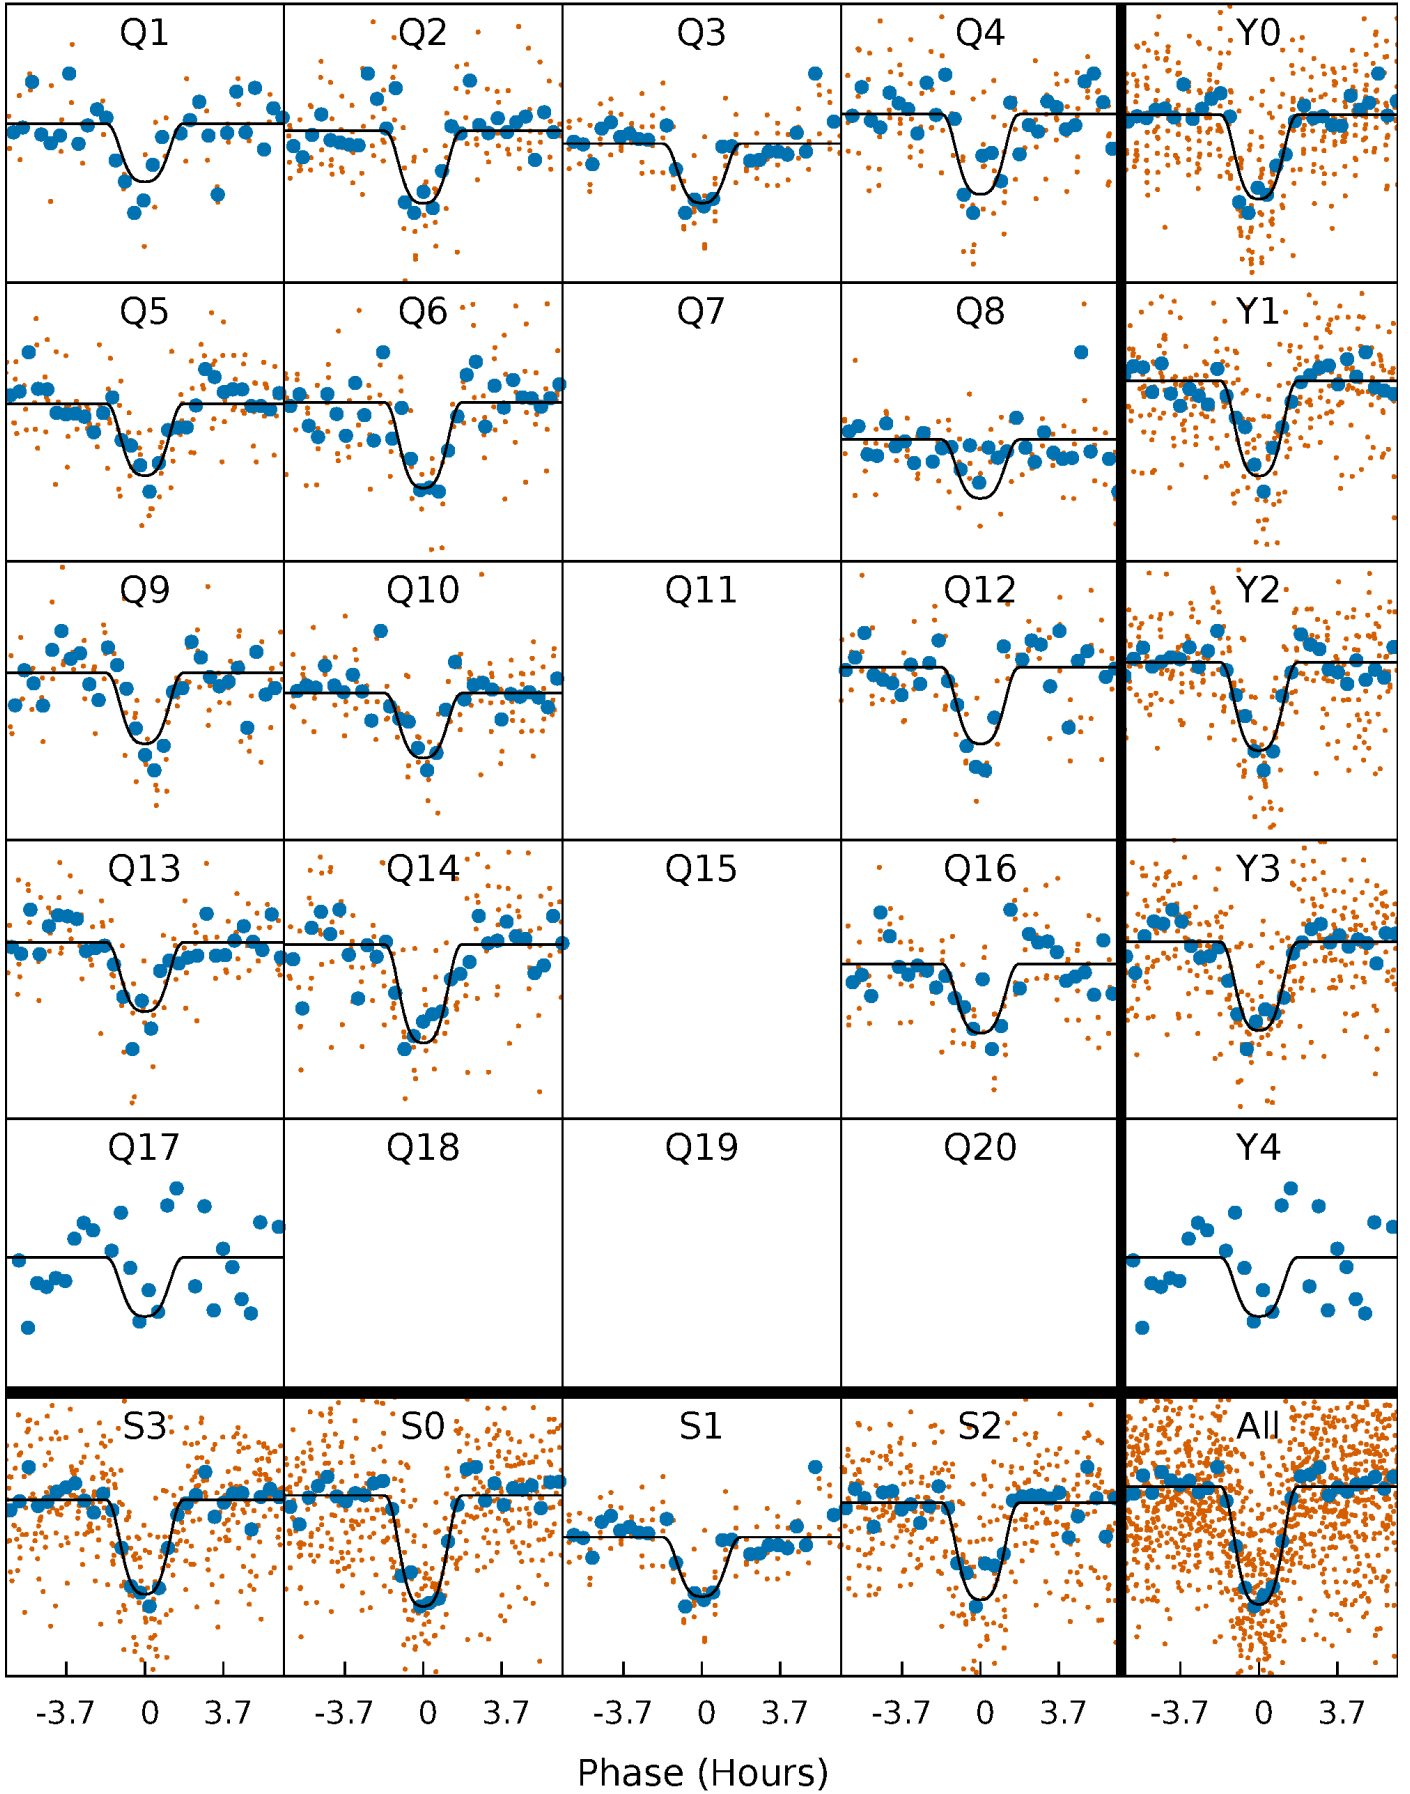 Q1 Q2 Q3 Q4 Y0
Q5 Q6 Q7 Q8 Y1
Q9 Q10 Q11 Q12 Y2
Q13 Q14 Q15 Q16 Y3
Q17 Q18 Q19 Q20 Y4
S3 S0 S1 S2 All
-3.7 0 3.7 -3.7 0 3.7 -3.7 0 3.7 -3.7 0 3.7 -3.7 0 3.7
Phase (Hours)